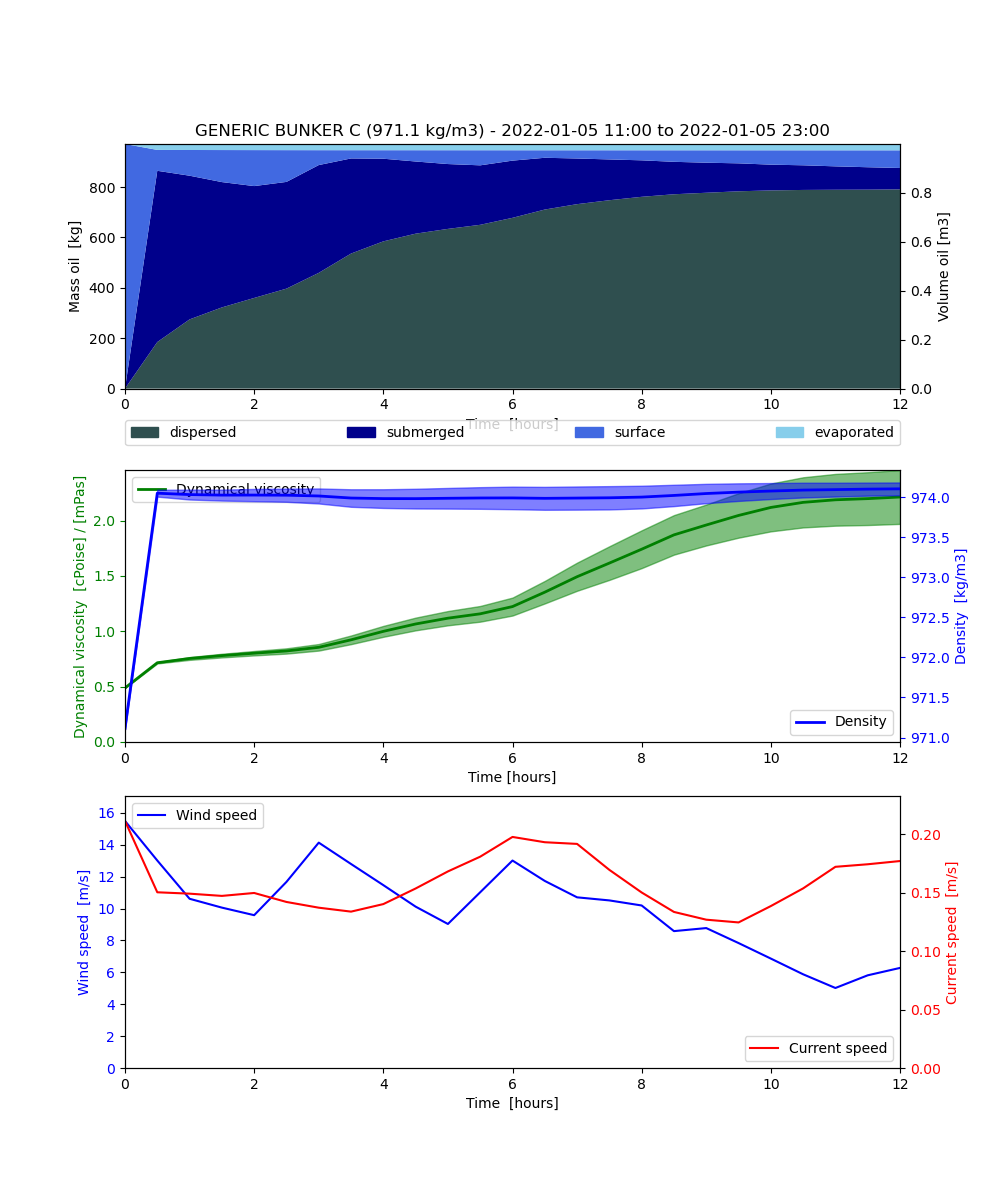 GENERIC BUNKER C (971.1 kg/m3) - 2022-01-05 11:00 to 2022-01-05 23:00
Mass oil [kg]
800
600
400
200
0
Volume oil [m3]
0.8
0.6
0.4
0.2
0.0
0 2 4 6 8 10 12
Time [hours]
dispersed submerged surface evaporated
Dynamical viscosity
Dynamical viscosity [cPoise] / [mPas]
2.0
1.5
1.0
0.5
0.0
Density [kg/m3]
974.0
973.5
973.0
972.5
972.0
971.5
971.0
Density
0 2 4 6 8 10 12
Time [hours]
Wind speed
Wind speed [m/s]
16
14
12
10
8
6
4
2
0
Current speed [m/s]
0.20
0.15
0.10
0.05
0.00
Current speed
0 2 4 6 8 10 12
Time [hours]